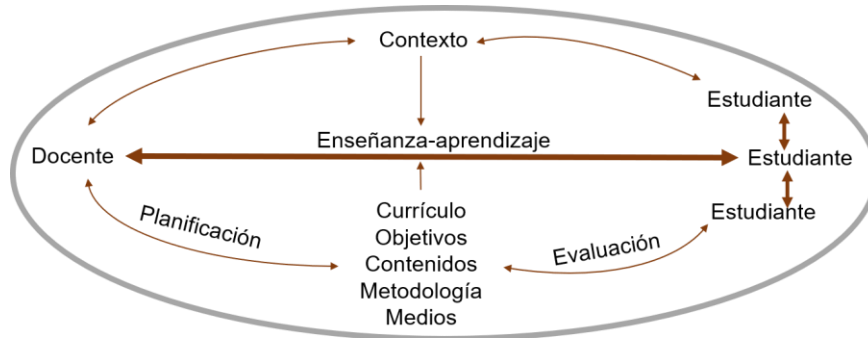 Contexto
Estudiante
Enseñanza-aprendizaje
Docente
Estudiante
Estudiante
Planificación
Currículo
Objetivos
Contenidos
Metodología
Medios
Evaluación